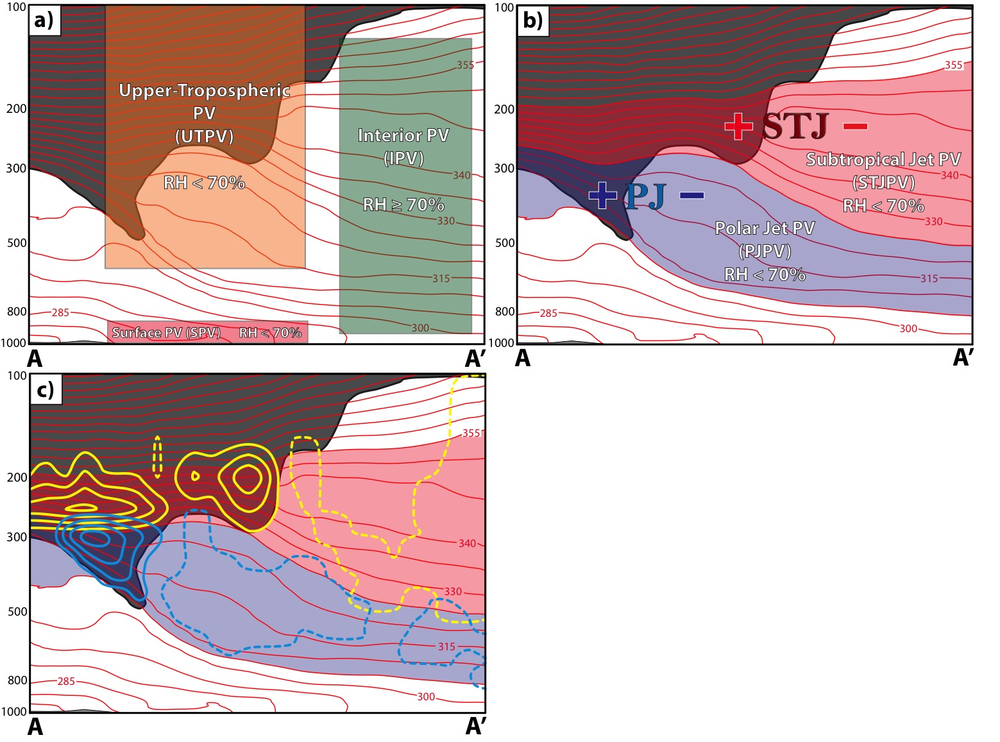 a)
100
200
300
500
800
1000
Upper-Tropospheric
PV
(UTPV)
RH < 70%
Interior PV
(IPV)
RH ≥ 70%
355
340
330
315
300
285
Surface PV (SPV) RH < 70%
A
A’
b)
100
200
300
500
800
1000
+ STJ −
Subtropical Jet PV
(STJPV)
RH < 70%
+ PJ −
Polar Jet PV
(PJPV)
RH < 70%
355
340
330
315
300
285
A
A’
c)
100
200
300
500
800
1000
355
340
330
315
300
285
A
A’